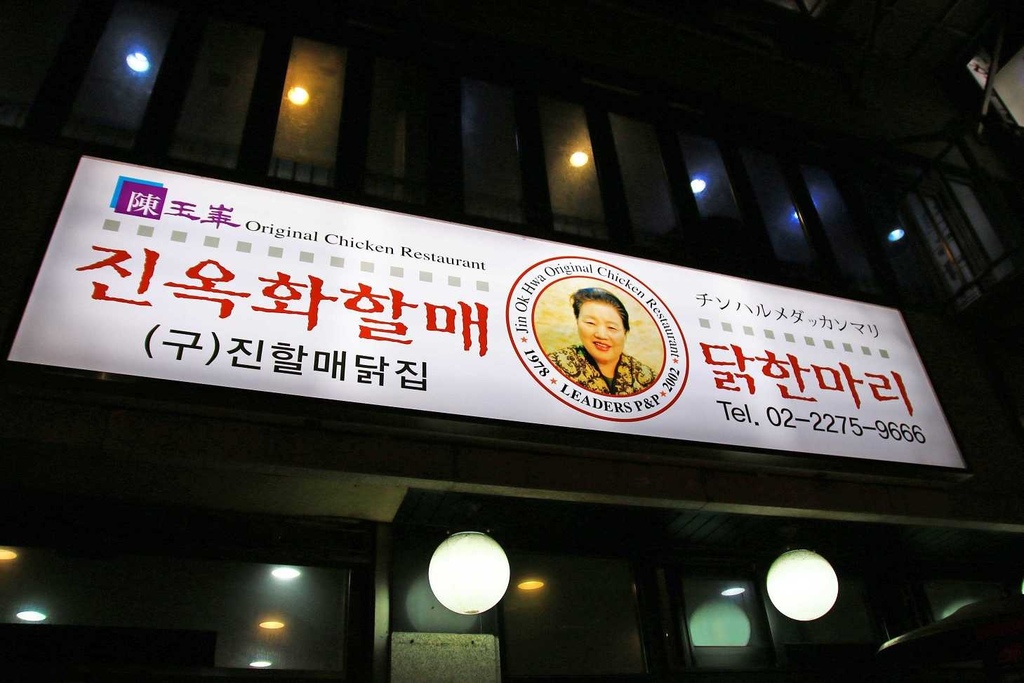 陳玉華 Original Chicken Restaurant
진옥화할매
(구)진할매닭집
Jin Ok Hwa Original Chicken Restaurant
1978 ★ LEADERS P&P ★ 2002
チンハルメダッカンマリ
닭한마리
Tel. 02-2275-9666